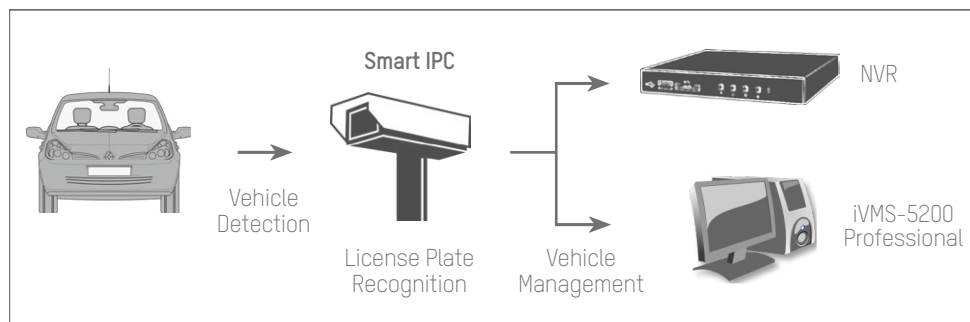 Smart IPC
NVR
Vehicle
Detection
License Plate
Recognition
Vehicle
Management
iVMS-5200
Professional